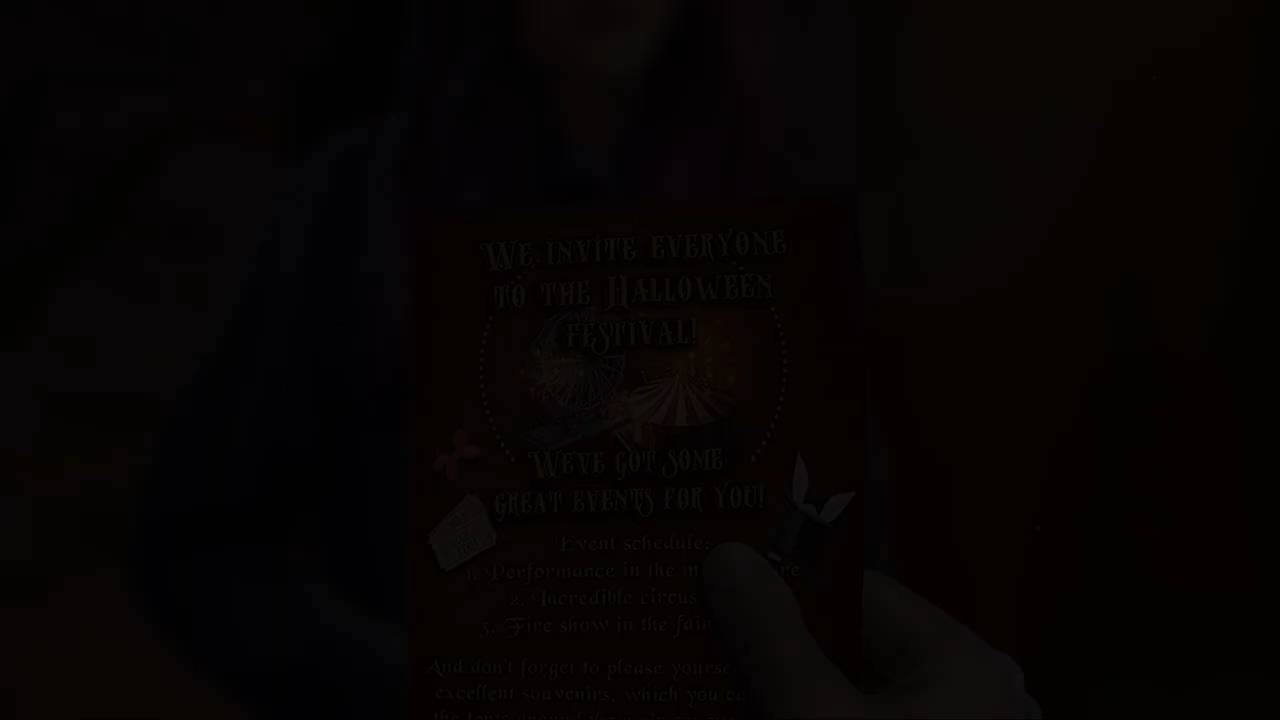 We invite everyone
to the Halloween
festival!
We've got some
great events for you!
Event schedule:
1. Performance in the
2. Incredible circus
3. Fire show in the fair
And don't forget to please
excellent souvenirs, which you